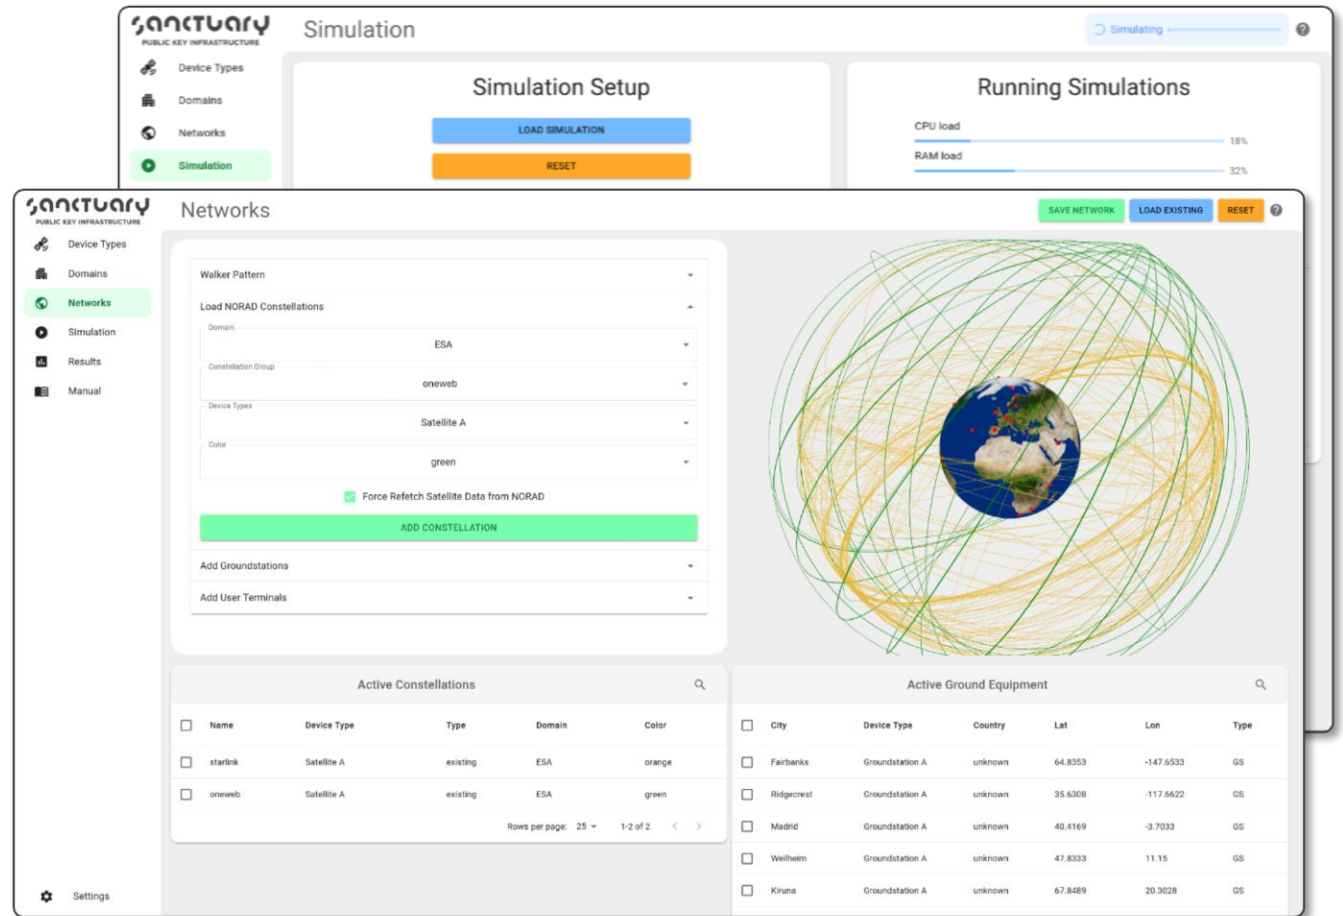 sanctuary
PUBLIC KEY INFRASTRUCTURE
Simulation
Simulating
Device Types
Domains
Networks
Simulation
Simulation Setup
LOAD SIMULATION
RESET
Running Simulations
CPU load
18%
RAM load
32%
sanctuary
PUBLIC KEY INFRASTRUCTURE
Networks
SAVE NETWORK
LOAD EXISTING
RESET
Device Types
Domains
Networks
Simulation
Results
Manual
Settings
Walker Pattern
Load NORAD Constellations
Domain
ESA
Constellation Group
oneweb
Device Types
Satellite A
Color
green
Force Refetch Satellite Data from NORAD
ADD CONSTELLATION
Add Groundstations
Add User Terminals
Active Constellations
Name Device Type Type Domain Color
starlink Satellite A existing ESA orange
oneweb Satellite A existing ESA green
Rows per page: 25 1-2 of 2
Active Ground Equipment
City Device Type Country Lat Lon Type
Fairbanks Groundstation A unknown 64.8353 -147.6533 GS
Ridgecrest Groundstation A unknown 35.6308 -117.6622 GS
Madrid Groundstation A unknown 40.4169 -3.7033 GS
Weilheim Groundstation A unknown 47.8333 11.15 GS
Kiruna Groundstation A unknown 67.8489 20.3028 GS